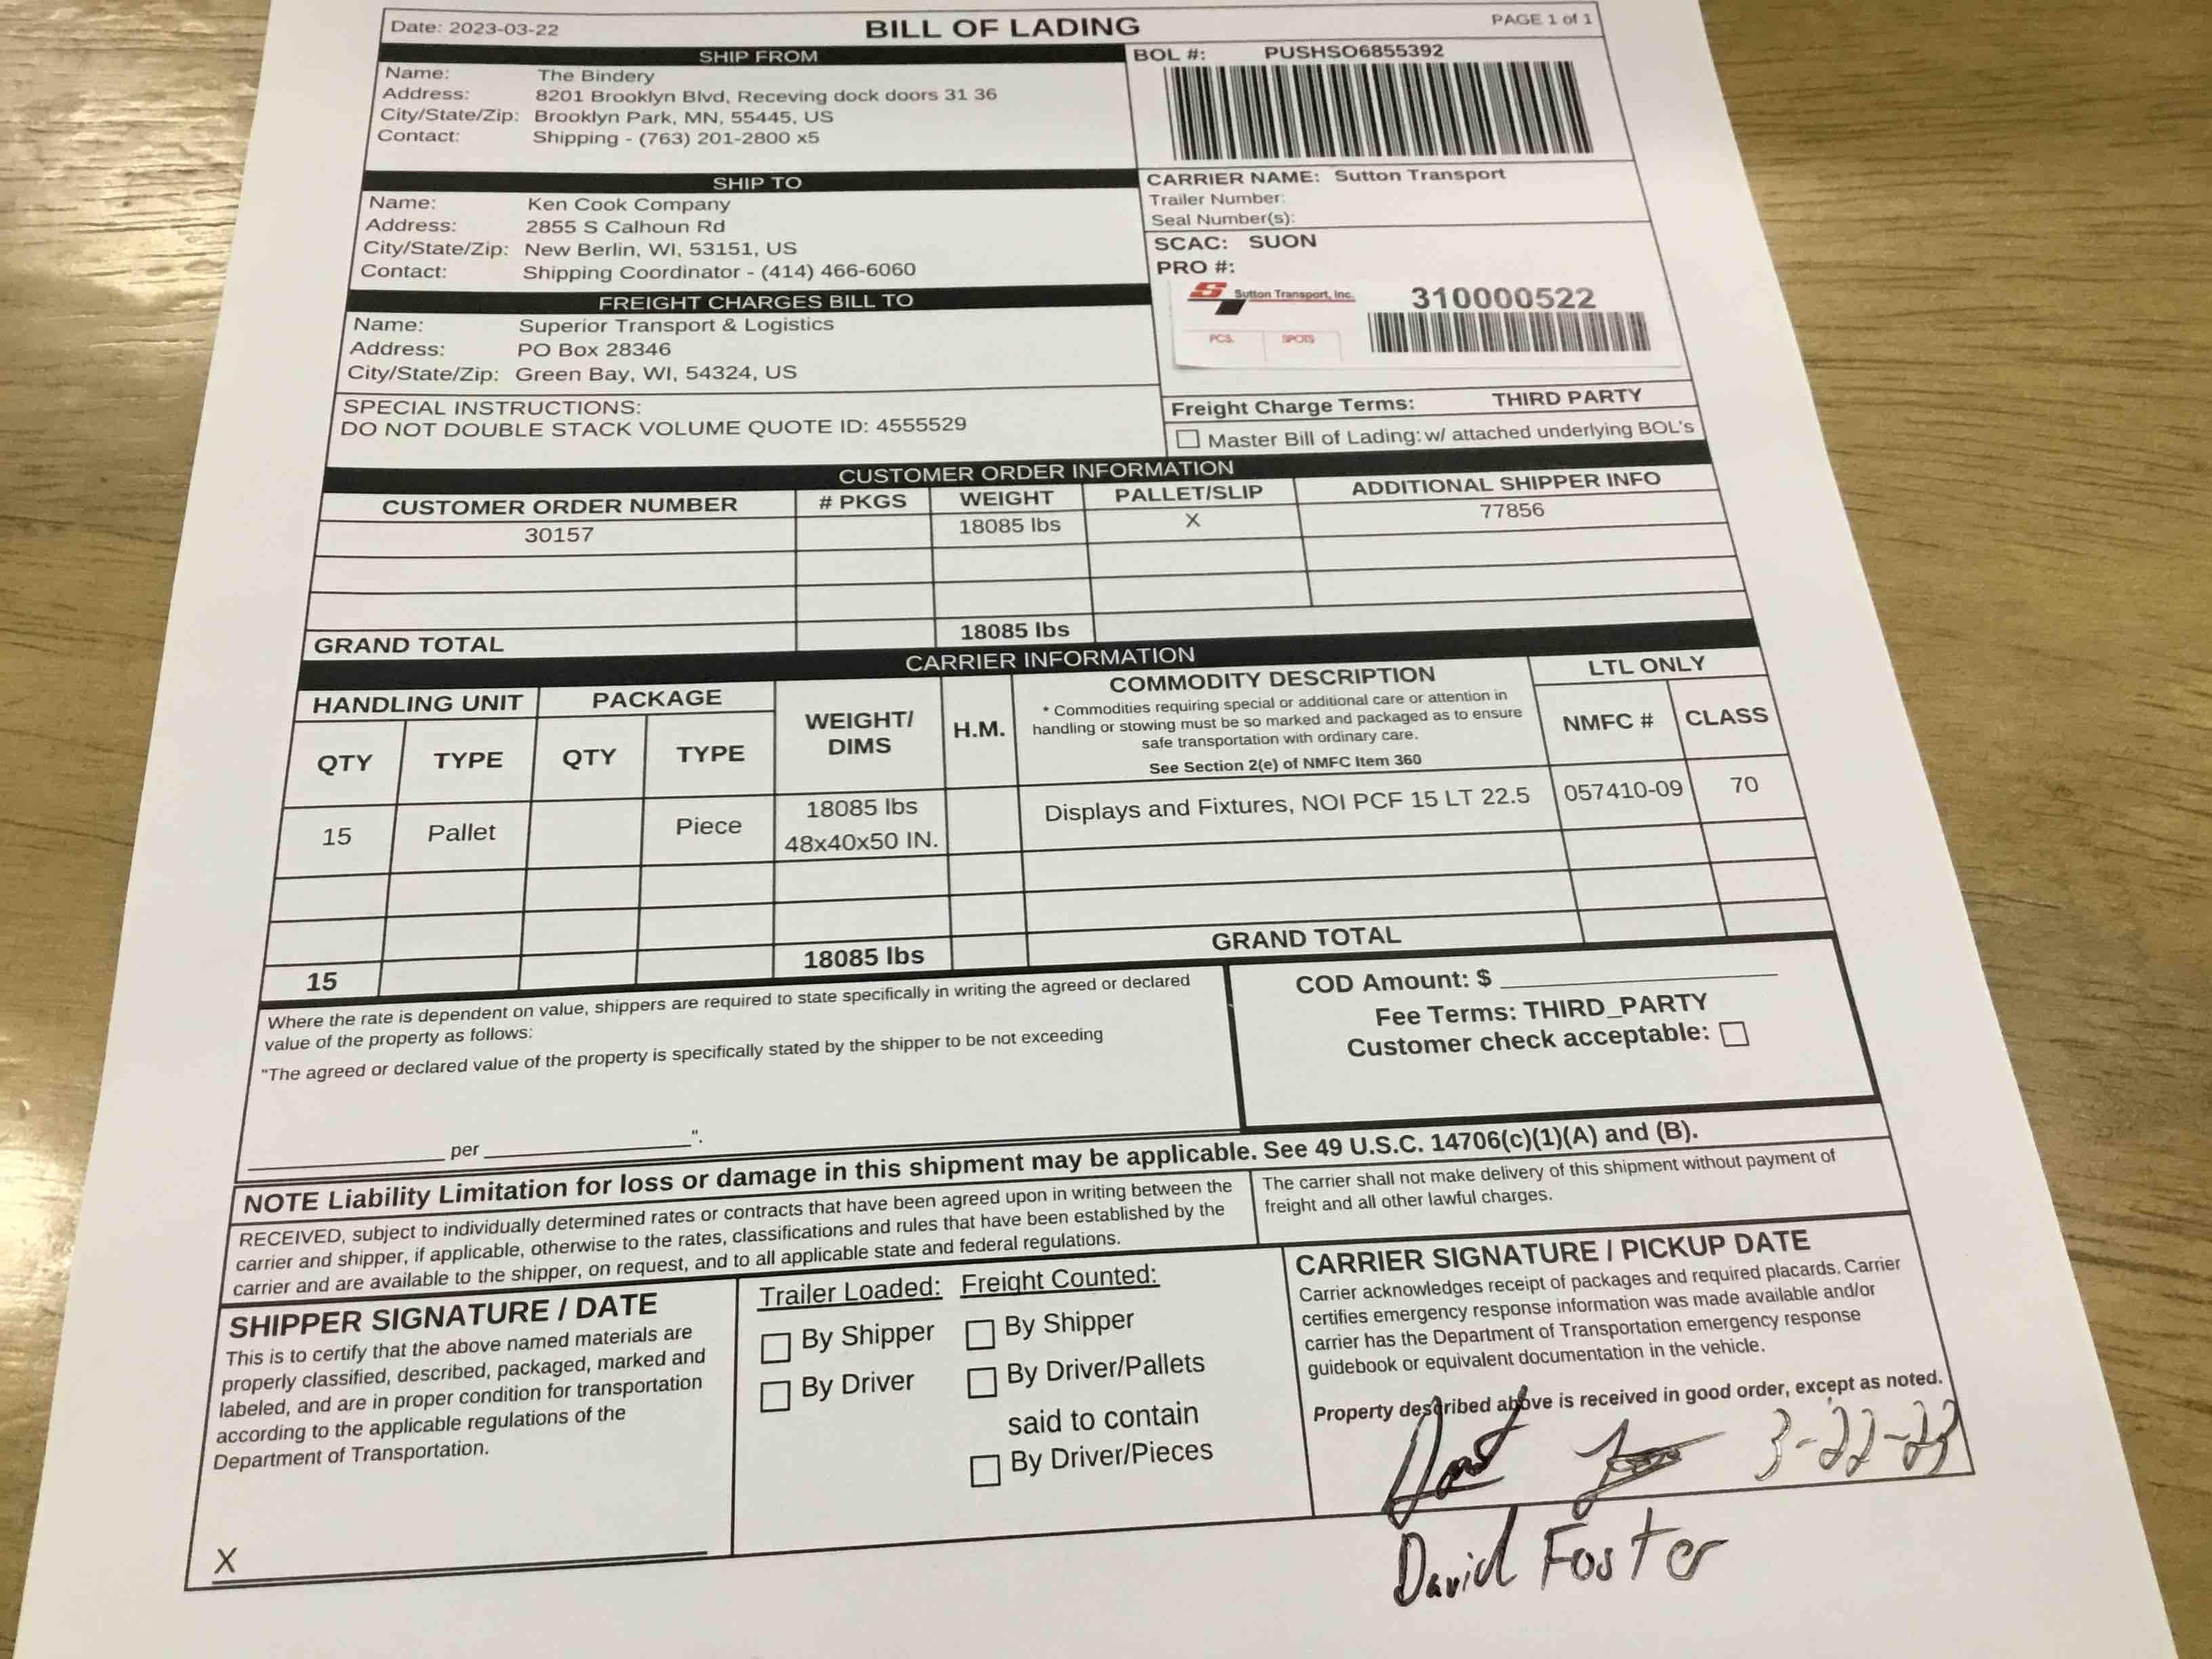 Date: 2023-03-22
BILL OF LADING
PAGE 1 of 1
SHIP FROM
Name: The Bindery
Address: 8201 Brooklyn Blvd, Receving dock doors 31 36
City/State/Zip: Brooklyn Park, MN, 55445, US
Contact: Shipping - (763) 201-2800 x5
BOL #: PUSHSO6855392
SHIP TO
Name: Ken Cook Company
Address: 2855 S Calhoun Rd
City/State/Zip: New Berlin, WI, 53151, US
Contact: Shipping Coordinator - (414) 466-6060
CARRIER NAME: Sutton Transport
Trailer Number:
Seal Number(s):
SCAC: SUON
PRO #:
Sutton Transport, Inc.
310000522
PCS. SPOTS
FREIGHT CHARGES BILL TO
Name: Superior Transport & Logistics
Address: PO Box 28346
City/State/Zip: Green Bay, WI, 54324, US
SPECIAL INSTRUCTIONS:
DO NOT DOUBLE STACK VOLUME QUOTE ID: 4555529
Freight Charge Terms: THIRD PARTY
Master Bill of Lading: w/ attached underlying BOL's
CUSTOMER ORDER INFORMATION
CUSTOMER ORDER NUMBER # PKGS WEIGHT PALLET/SLIP ADDITIONAL SHIPPER INFO
30157 18085 lbs X 77856
GRAND TOTAL 18085 lbs
CARRIER INFORMATION
HANDLING UNIT PACKAGE WEIGHT/ DIMS H.M. COMMODITY DESCRIPTION LTL ONLY
* Commodities requiring special or additional care or attention in
handling or stowing must be so marked and packaged as to ensure
safe transportation with ordinary care.
See Section 2(e) of NMFC Item 360
QTY TYPE QTY TYPE NMFC # CLASS
15 Pallet Piece 18085 lbs Displays and Fixtures, NOI PCF 15 LT 22.5 057410-09 70
48x40x50 IN.
15 18085 lbs GRAND TOTAL
Where the rate is dependent on value, shippers are required to state specifically in writing the agreed or declared
value of the property as follows:
"The agreed or declared value of the property is specifically stated by the shipper to be not exceeding
per ".
COD Amount: $
Fee Terms: THIRD_PARTY
Customer check acceptable:
NOTE Liability Limitation for loss or damage in this shipment may be applicable. See 49 U.S.C. 14706(c)(1)(A) and (B).
RECEIVED, subject to individually determined rates or contracts that have been agreed upon in writing between the
carrier and shipper, if applicable, otherwise to the rates, classifications and rules that have been established by the
carrier and are available to the shipper, on request, and to all applicable state and federal regulations.
The carrier shall not make delivery of this shipment without payment of
freight and all other lawful charges.
SHIPPER SIGNATURE / DATE
This is to certify that the above named materials are
properly classified, described, packaged, marked and
labeled, and are in proper condition for transportation
according to the applicable regulations of the
Department of Transportation.
X
Trailer Loaded: Freight Counted:
By Shipper By Shipper
By Driver By Driver/Pallets
said to contain
By Driver/Pieces
CARRIER SIGNATURE / PICKUP DATE
Carrier acknowledges receipt of packages and required placards. Carrier
certifies emergency response information was made available and/or
carrier has the Department of Transportation emergency response
guidebook or equivalent documentation in the vehicle.
Property described above is received in good order, except as noted.
3-22-23
David Foster